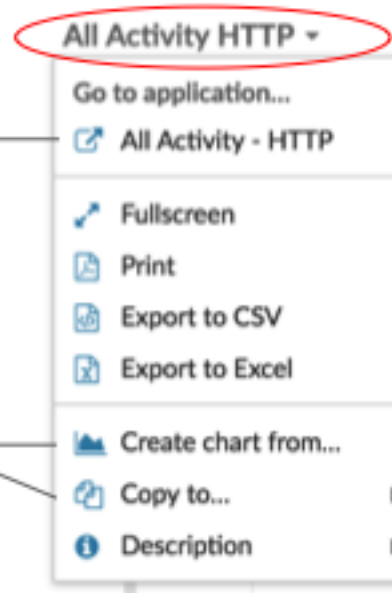 All Activity HTTP
Go to application...
All Activity - HTTP
Fullscreen
Print
Export to CSV
Export to Excel
Create chart from...
Copy to...
Description